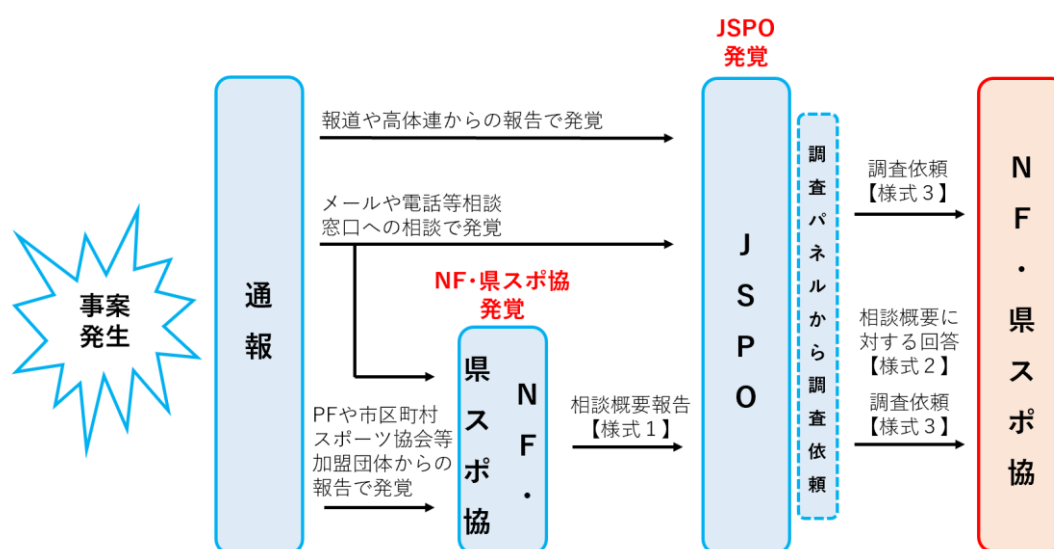 事案
発生
通報
報道や高体連からの報告で発覚
メールや電話等相談
窓口への相談で発覚
NF・県スポ協
発覚
PFや市区町村
スポーツ協会等
加盟団体からの
報告で発覚
NF・
県スポ協
相談概要報告
【様式１】
JSPO
発覚
JSPO
調査パネルから調査依頼
調査依頼
【様式３】
相談概要に
対する回答
【様式２】
調査依頼
【様式３】
NF・県スポ協